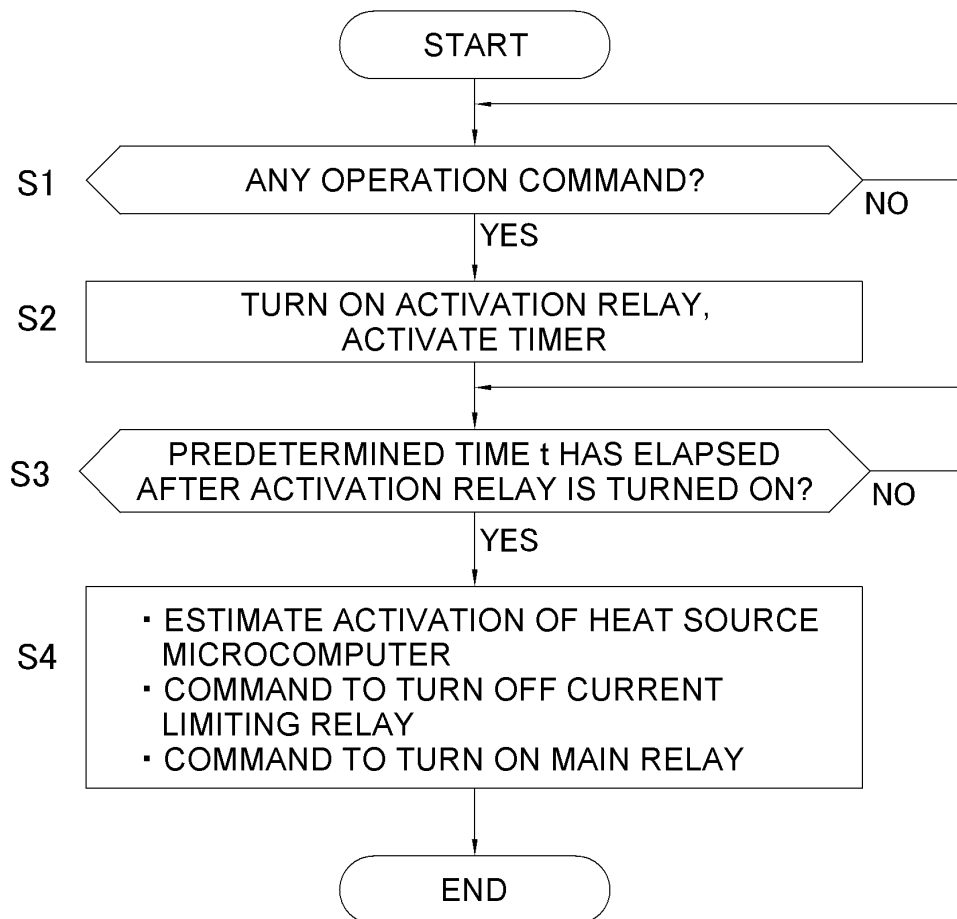 START
S1
ANY OPERATION COMMAND?
NO
YES
S2
TURN ON ACTIVATION RELAY,
ACTIVATE TIMER
S3
PREDETERMINED TIME t HAS ELAPSED
AFTER ACTIVATION RELAY IS TURNED ON?
NO
YES
S4
・ESTIMATE ACTIVATION OF HEAT SOURCE
MICROCOMPUTER
・COMMAND TO TURN OFF CURRENT
LIMITING RELAY
・COMMAND TO TURN ON MAIN RELAY
END